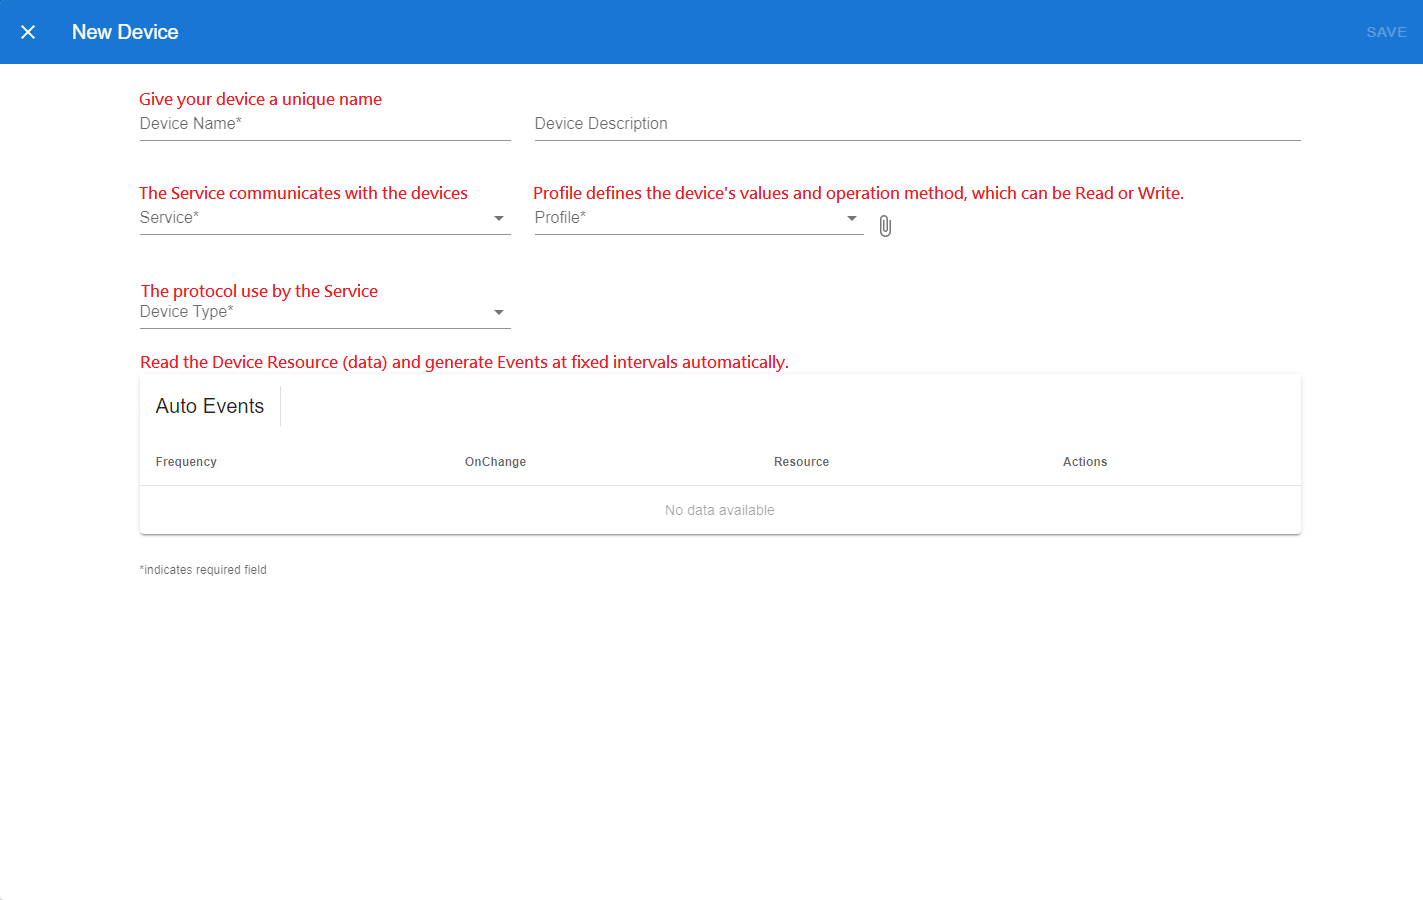 New Device
SAVE
Give your device a unique name
Device Name*
Device Description
The Service communicates with the devices
Profile defines the device's values and operation method, which can be Read or Write.
Service*
Profile*
The protocol use by the Service
Device Type*
Read the Device Resource (data) and generate Events at fixed intervals automatically.
Auto Events
Frequency
OnChange
Resource
Actions
No data available
*indicates required field